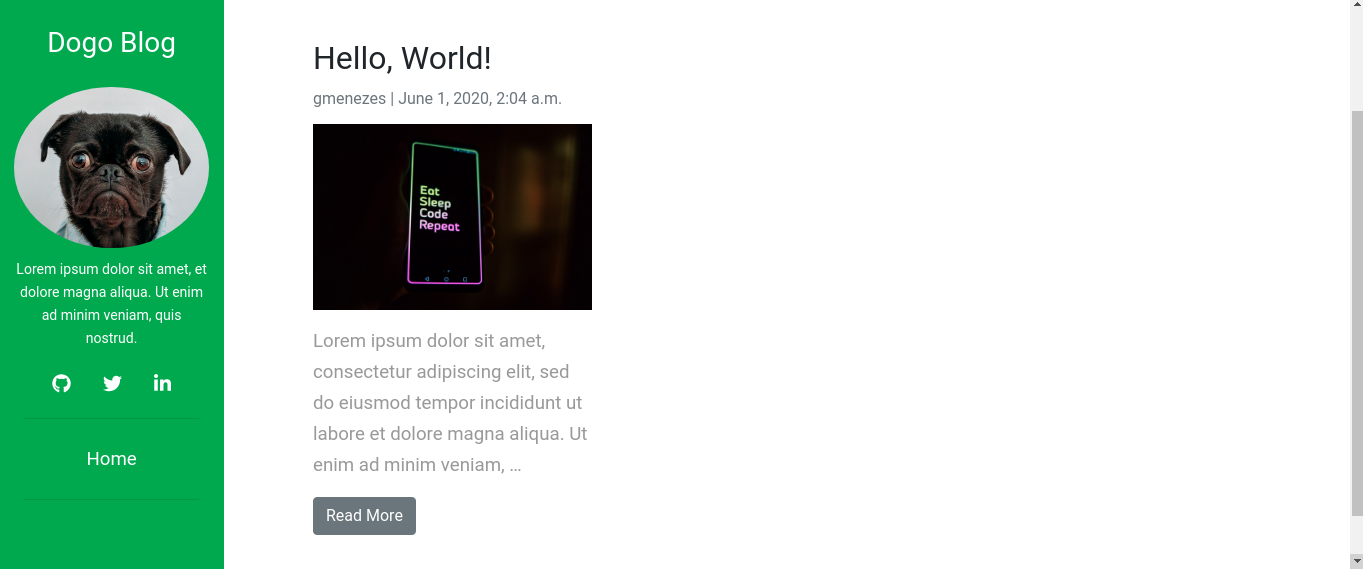 Dogo Blog
Lorem ipsum dolor sit amet, et
dolore magna aliqua. Ut enim
ad minim veniam, quis
nostrud.
Home
Hello, World!
gmenezes | June 1, 2020, 2:04 a.m.
Eat
Sleep
Code
Repeat
Lorem ipsum dolor sit amet,
consectetur adipiscing elit, sed
do eiusmod tempor incididunt ut
labore et dolore magna aliqua. Ut
enim ad minim veniam, …
Read More